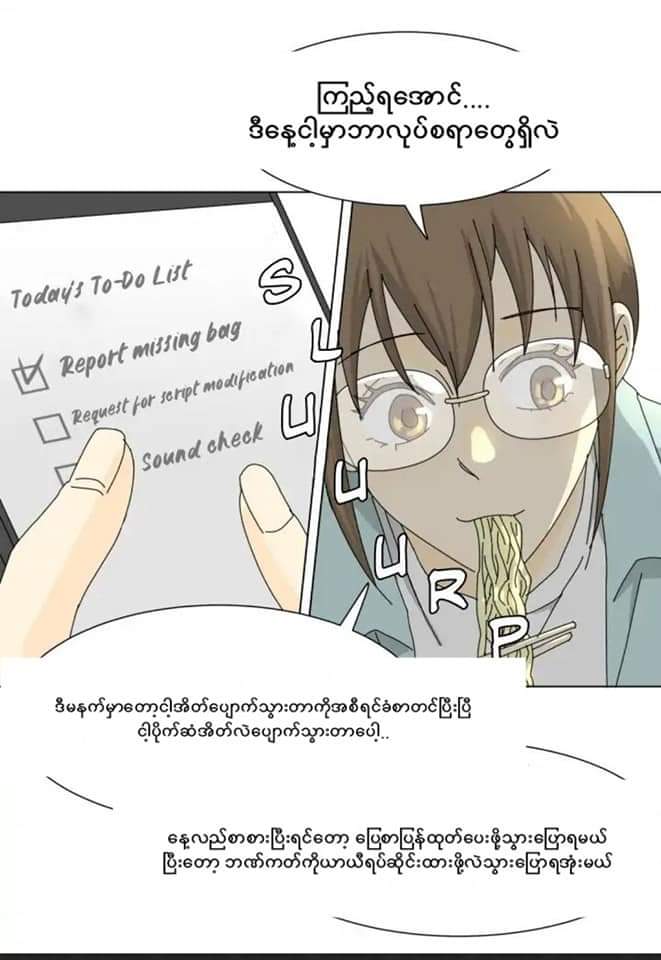 ကြည့်ရအောင်....
ဒီနေ့ငါ့မှာဘာလုပ်စရာတွေရှိလဲ
Today's To-Do List
Report missing bag
Request for script modification
Sound check
SLUUUURP
ဒီမနက်မှာတော့ငါ့အိတ်ပျောက်သွားတာကိုအစီရင်ခံစာတင်ပြီးပြီ
ငါ့ပိုက်ဆံအိတ်လဲပျောက်သွားတာပေါ့..
နေ့လည်စာစားပြီးရင်တော့ ပြေစာပြန်ထုတ်ပေးဖို့သွားပြောရမယ်
ပြီးတော့ ဘဏ်ကတ်ကိုယာယီရပ်ဆိုင်းထားဖို့လဲသွားပြောရအုံးမယ်